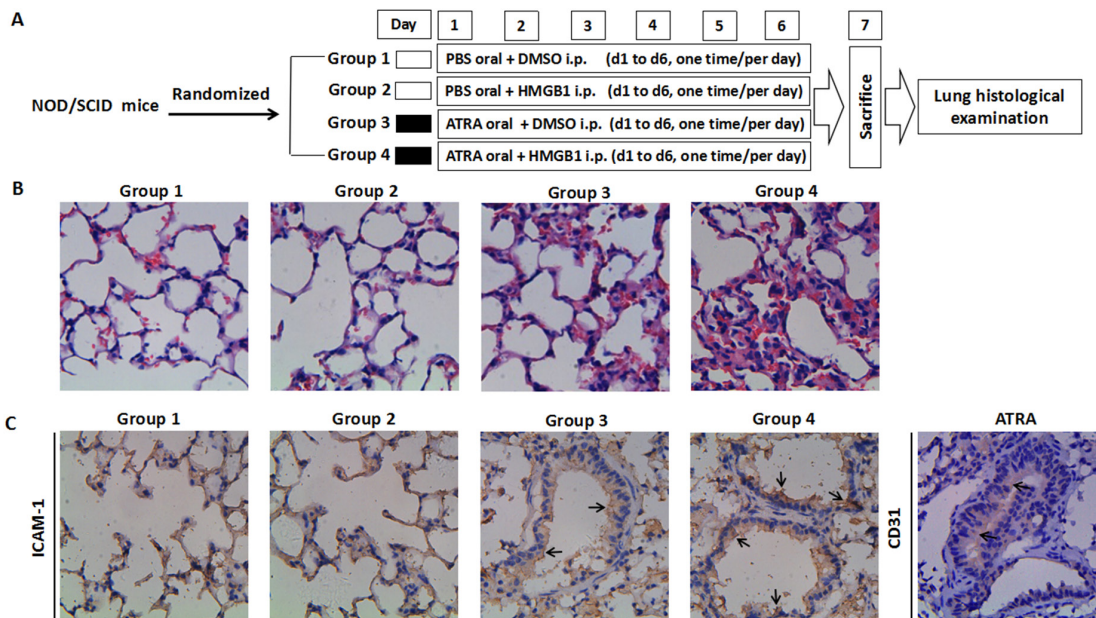 A
Day 1 2 3 4 5 6 7
Group 1 PBS oral + DMSO i.p. (d1 to d6, one time/per day)
Group 2 PBS oral + HMGB1 i.p. (d1 to d6, one time/per day)
NOD/SCID mice Randomized Sacrifice Lung histological
examination
Group 3 ATRA oral + DMSO i.p. (d1 to d6, one time/per day)
Group 4 ATRA oral + HMGB1 i.p. (d1 to d6, one time/per day)
B
Group 1 Group 2 Group 3 Group 4
C
Group 1 Group 2 Group 3 Group 4 ATRA
ICAM-1
CD31